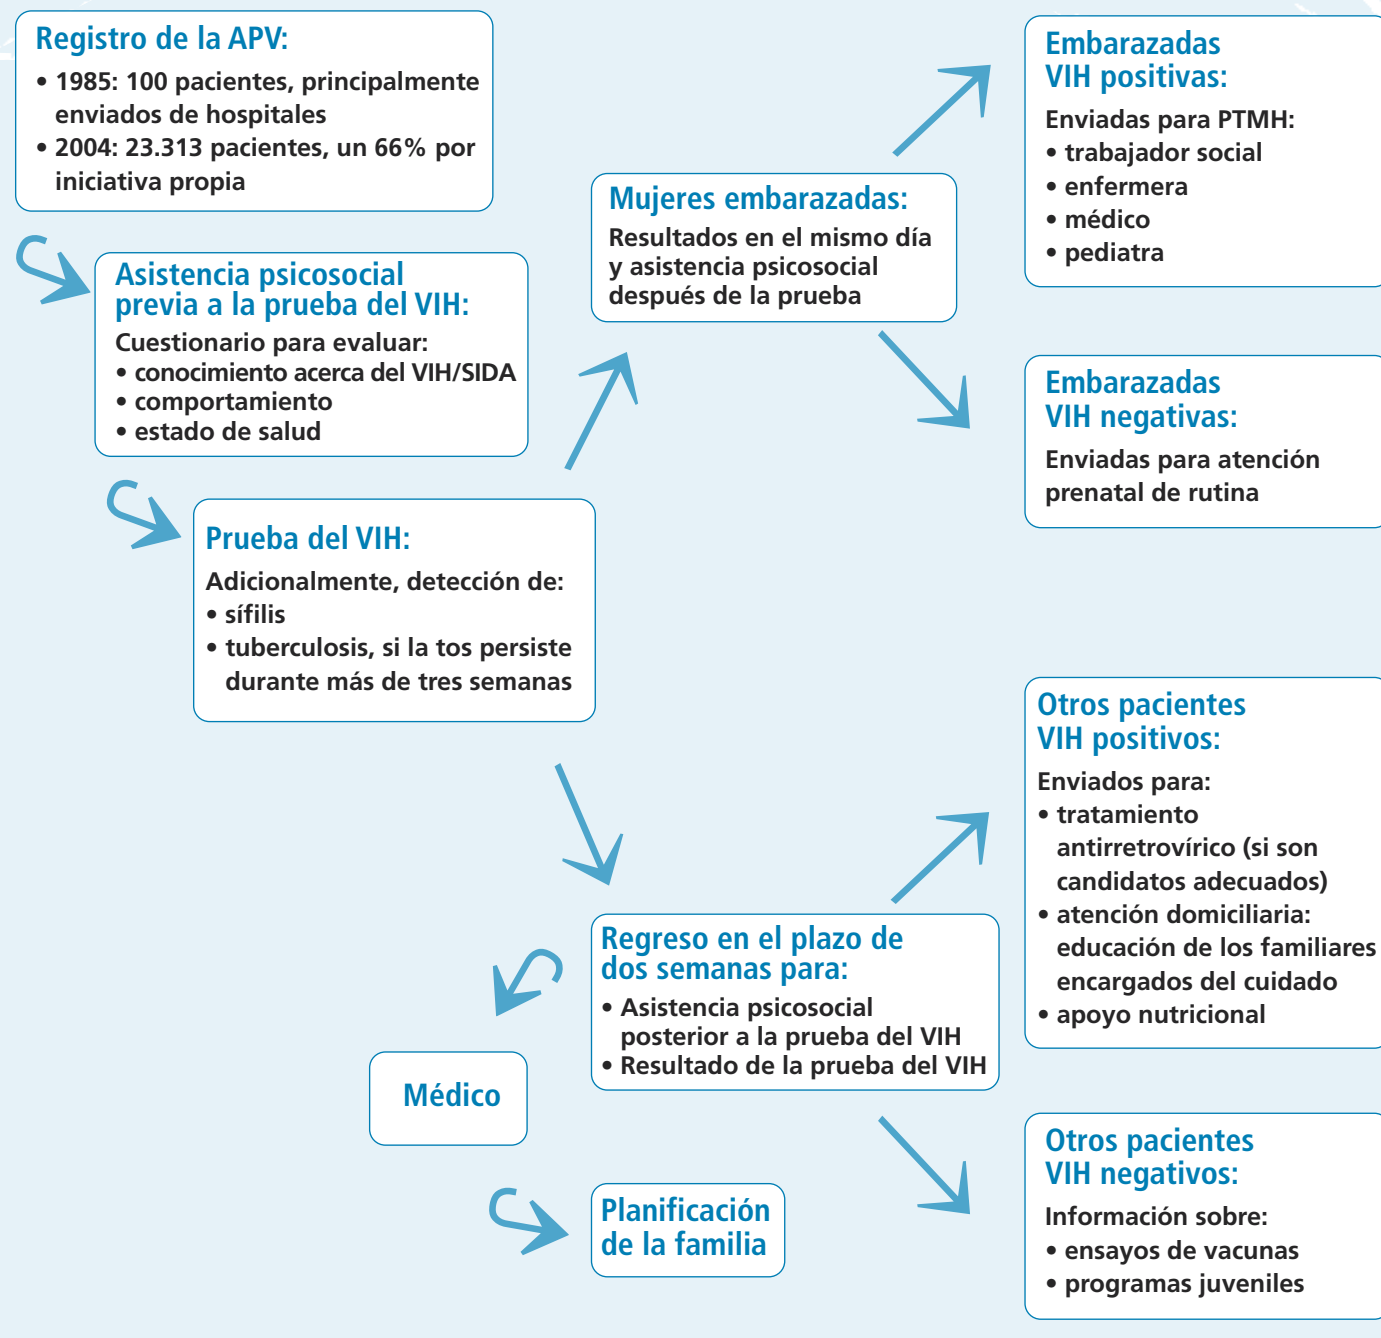 Registro de la APV:
• 1985: 100 pacientes, principalmente
enviados de hospitales
• 2004: 23.313 pacientes, un 66% por
iniciativa propia
Asistencia psicosocial
previa a la prueba del VIH:
Cuestionario para evaluar:
• conocimiento acerca del VIH/SIDA
• comportamiento
• estado de salud
Prueba del VIH:
Adicionalmente, detección de:
• sífilis
• tuberculosis, si la tos persiste
durante más de tres semanas
Mujeres embarazadas:
Resultados en el mismo día
y asistencia psicosocial
después de la prueba
Embarazadas
VIH positivas:
Enviadas para PTMH:
• trabajador social
• enfermera
• médico
• pediatra
Embarazadas
VIH negativas:
Enviadas para atención
prenatal de rutina
Regreso en el plazo de
dos semanas para:
• Asistencia psicosocial
posterior a la prueba del VIH
• Resultado de la prueba del VIH
Médico
Planificación
de la familia
Otros pacientes
VIH positivos:
Enviados para:
• tratamiento
antirretrovírico (si son
candidatos adecuados)
• atención domiciliaria:
educación de los familiares
encargados del cuidado
• apoyo nutricional
Otros pacientes
VIH negativos:
Información sobre:
• ensayos de vacunas
• programas juveniles